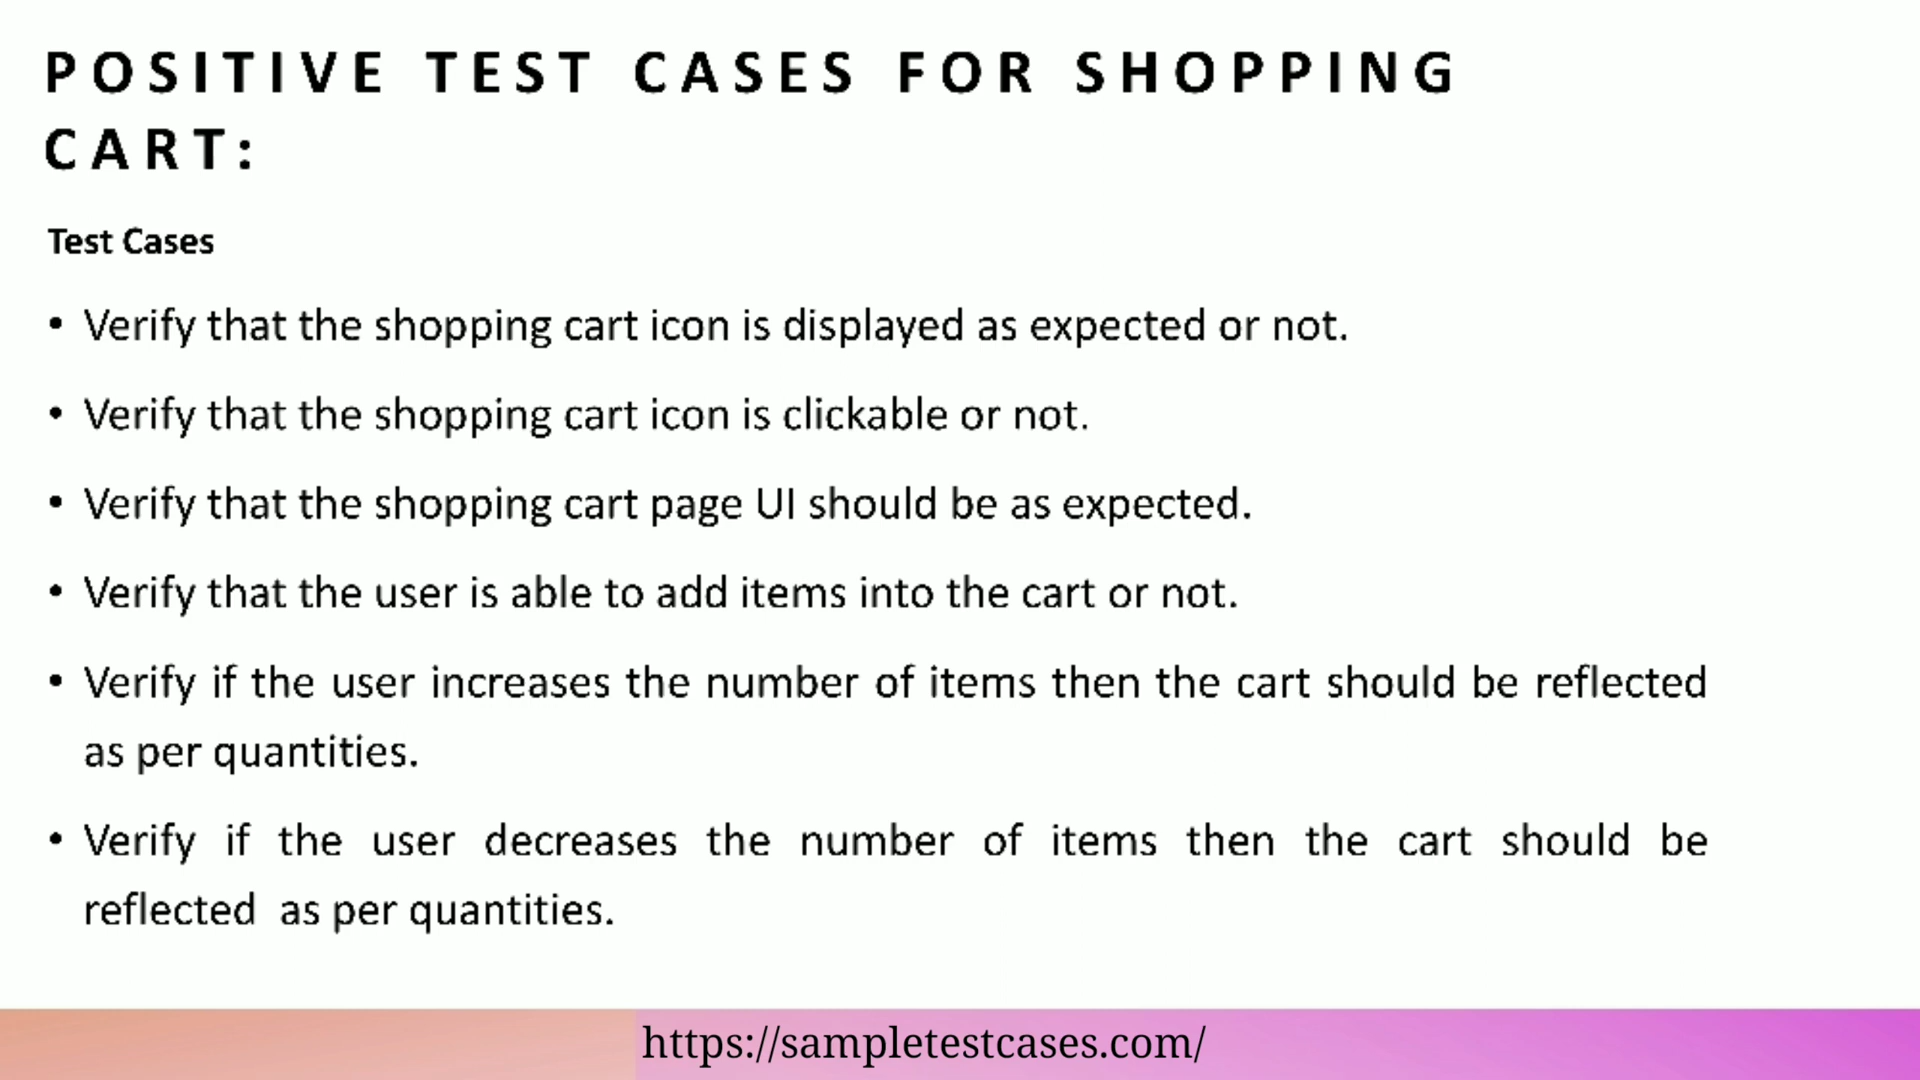 POSITIVE TEST CASES FOR SHOPPING
CART:
Test Cases
• Verify that the shopping cart icon is displayed as expected or not.
• Verify that the shopping cart icon is clickable or not.
• Verify that the shopping cart page UI should be as expected.
• Verify that the user is able to add items into the cart or not.
• Verify if the user increases the number of items then the cart should be reflected
as per quantities.
• Verify if the user decreases the number of items then the cart should be
reflected as per quantities.
https://sampletestcases.com/